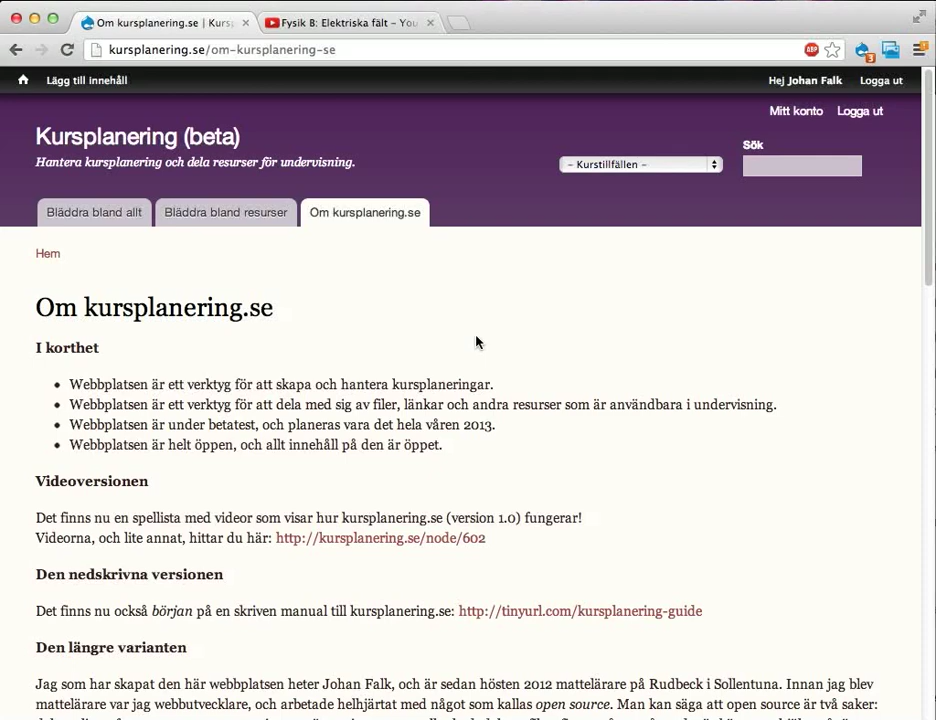 Om kursplanering.se | Kurs
Fysik B: Elektriska fält – You
kursplanering.se/om-kursplanering-se
ABP
3
Lägg till innehåll
Hej Johan Falk
Logga ut
Mitt konto
Logga ut
Kursplanering (beta)
Hantera kursplanering och dela resurser för undervisning.
– Kurstillfällen –
Sök
Bläddra bland allt
Bläddra bland resurser
Om kursplanering.se
Hem
Om kursplanering.se
I korthet
• Webbplatsen är ett verktyg för att skapa och hantera kursplaneringar.
• Webbplatsen är ett verktyg för att dela med sig av filer, länkar och andra resurser som är användbara i undervisning.
• Webbplatsen är under betatest, och planeras vara det hela våren 2013.
• Webbplatsen är helt öppen, och allt innehåll på den är öppet.
Videoversionen
Det finns nu en spellista med videor som visar hur kursplanering.se (version 1.0) fungerar!
Videorna, och lite annat, hittar du här: http://kursplanering.se/node/602
Den nedskrivna versionen
Det finns nu också början på en skriven manual till kursplanering.se: http://tinyurl.com/kursplanering-guide
Den längre varianten
Jag som har skapat den här webbplatsen heter Johan Falk, och är sedan hösten 2012 mattelärare på Rudbeck i Sollentuna. Innan jag blev
mattelärare var jag webbutvecklare, och arbetade helhjärtat med något som kallas open source. Man kan säga att open source är två saker: